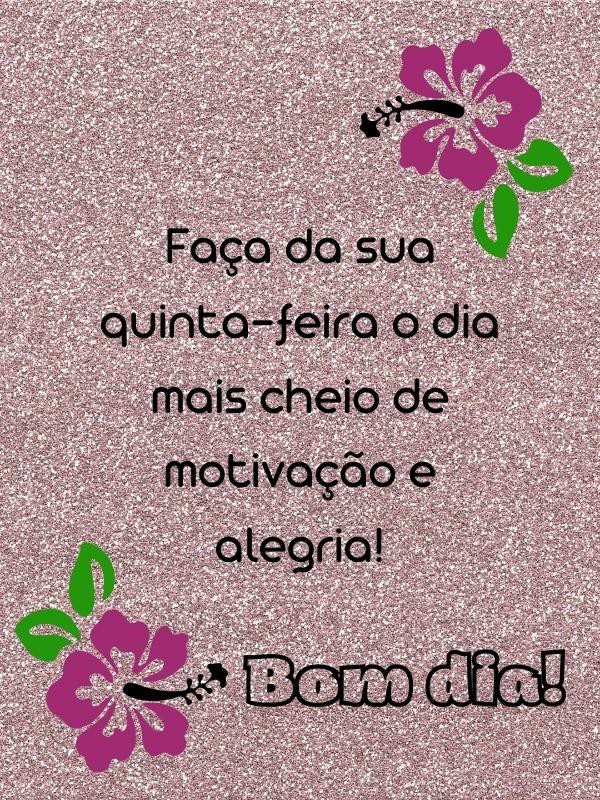 Faça da sua
quinta-feira o dia
mais cheio de
motivação e
alegria!
Bom dia!